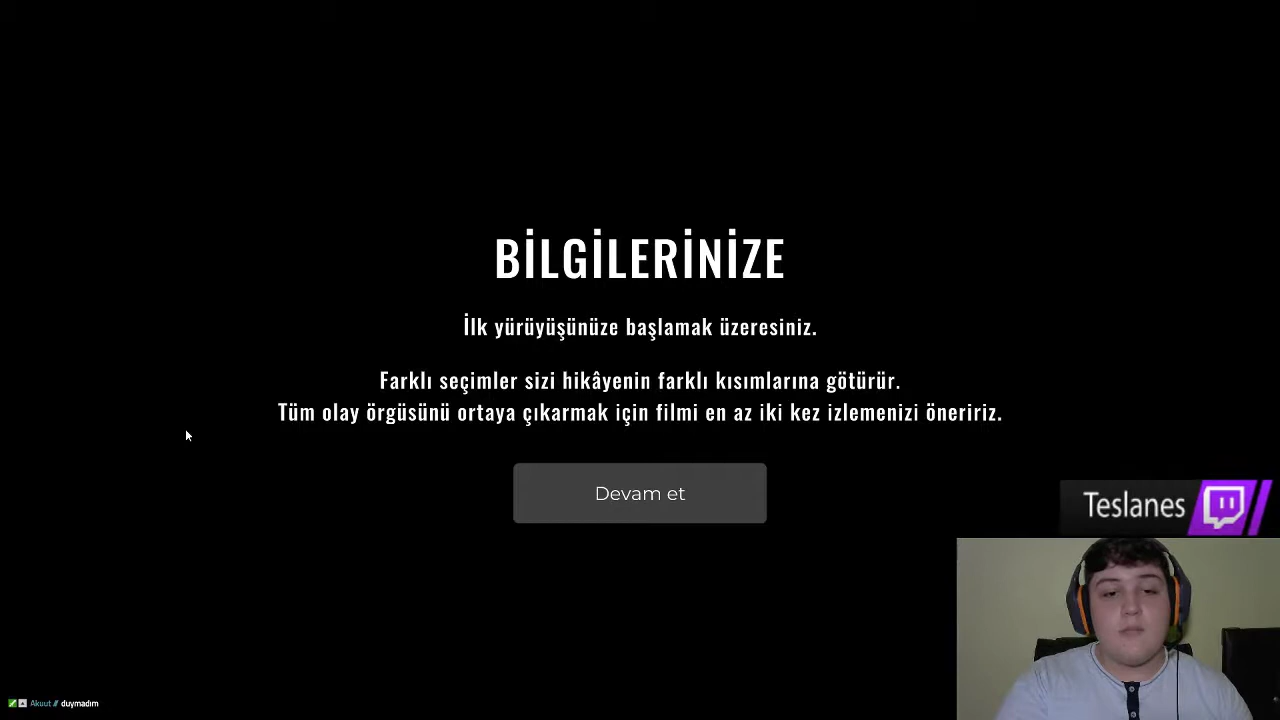 BİLGİLERİNİZE
İlk yürüyüşünüze başlamak üzeresiniz.
Farklı seçimler sizi hikâyenin farklı kısımlarına götürür.
Tüm olay örgüsünü ortaya çıkarmak için filmi en az iki kez izlemenizi öneririz.
Devam et
Teslanes
Akuut // duymadım